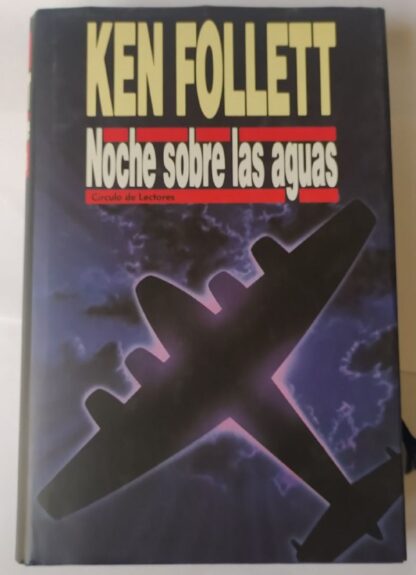 KEN FOLLETT
Noche sobre las aguas
Círculo de Lectores